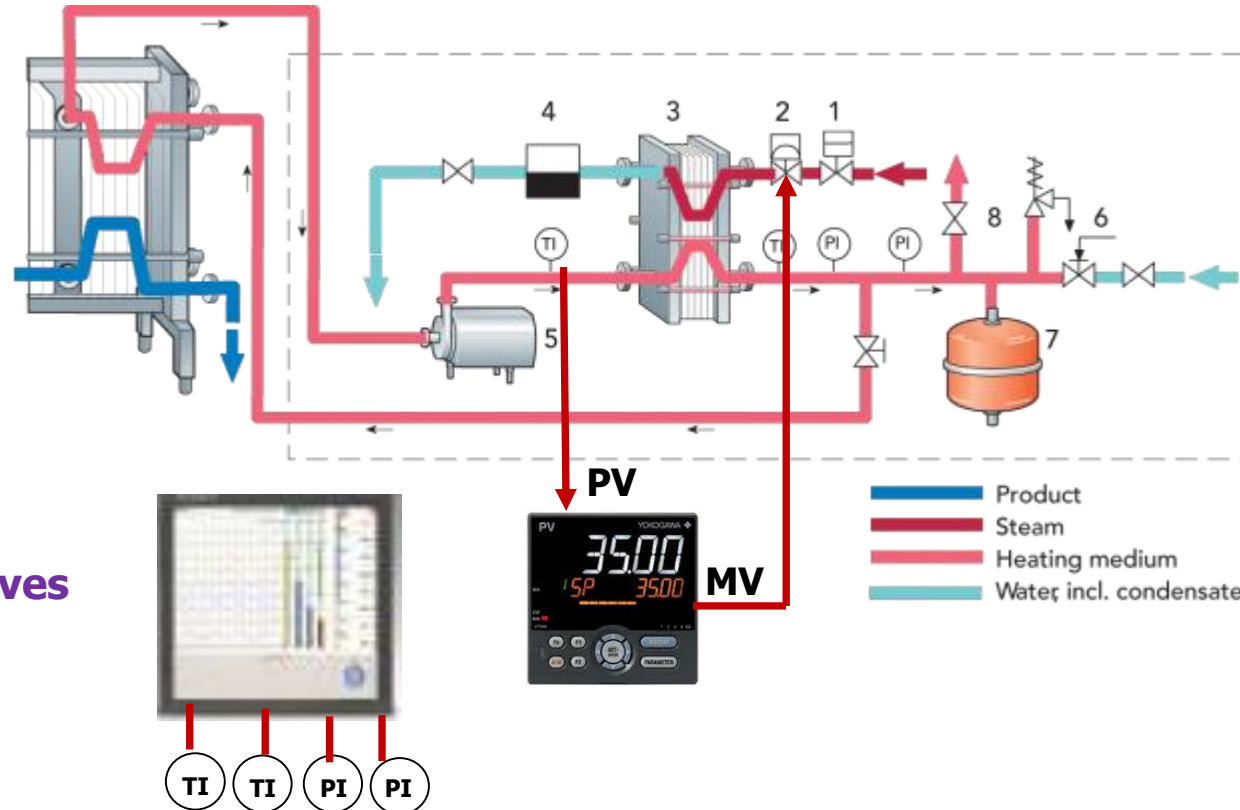 4
3
2
1
8
6
TI
TI
PI
PI
5
7
PV
PV
YOKOGAWA
35.00
SP 35.00
MV
PARAMETER
Product
Steam
Heating medium
Water, incl. condensate
ves
TI
TI
PI
PI